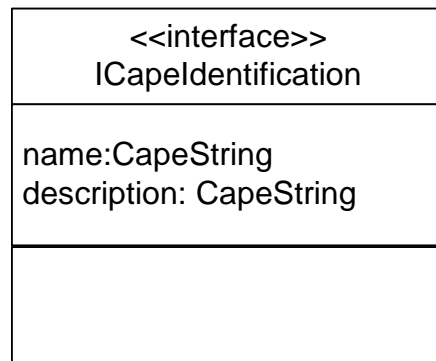 <<interface>>
ICapeIdentification
name:CapeString
description: CapeString